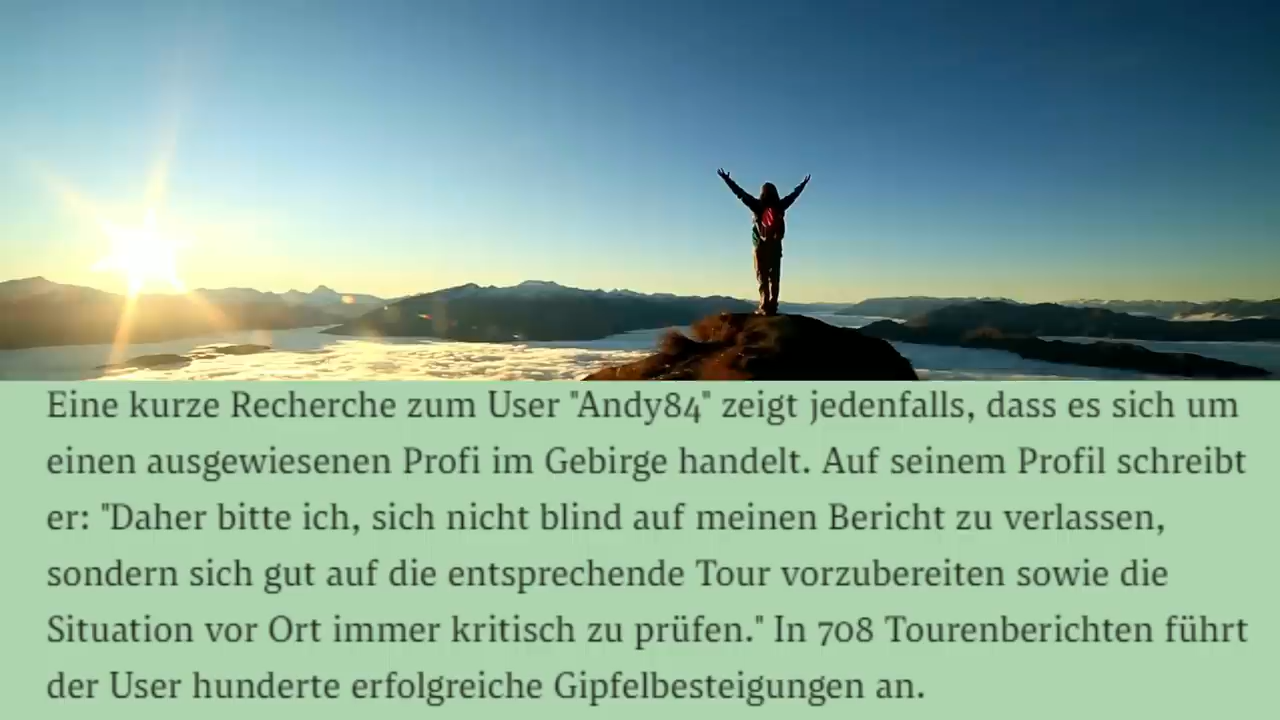 Eine kurze Recherche zum User "Andy84" zeigt jedenfalls, dass es sich um
einen ausgewiesenen Profi im Gebirge handelt. Auf seinem Profil schreibt
er: "Daher bitte ich, sich nicht blind auf meinen Bericht zu verlassen,
sondern sich gut auf die entsprechende Tour vorzubereiten sowie die
Situation vor Ort immer kritisch zu prüfen." In 708 Tourenberichten führt
der User hunderte erfolgreiche Gipfelbesteigungen an.